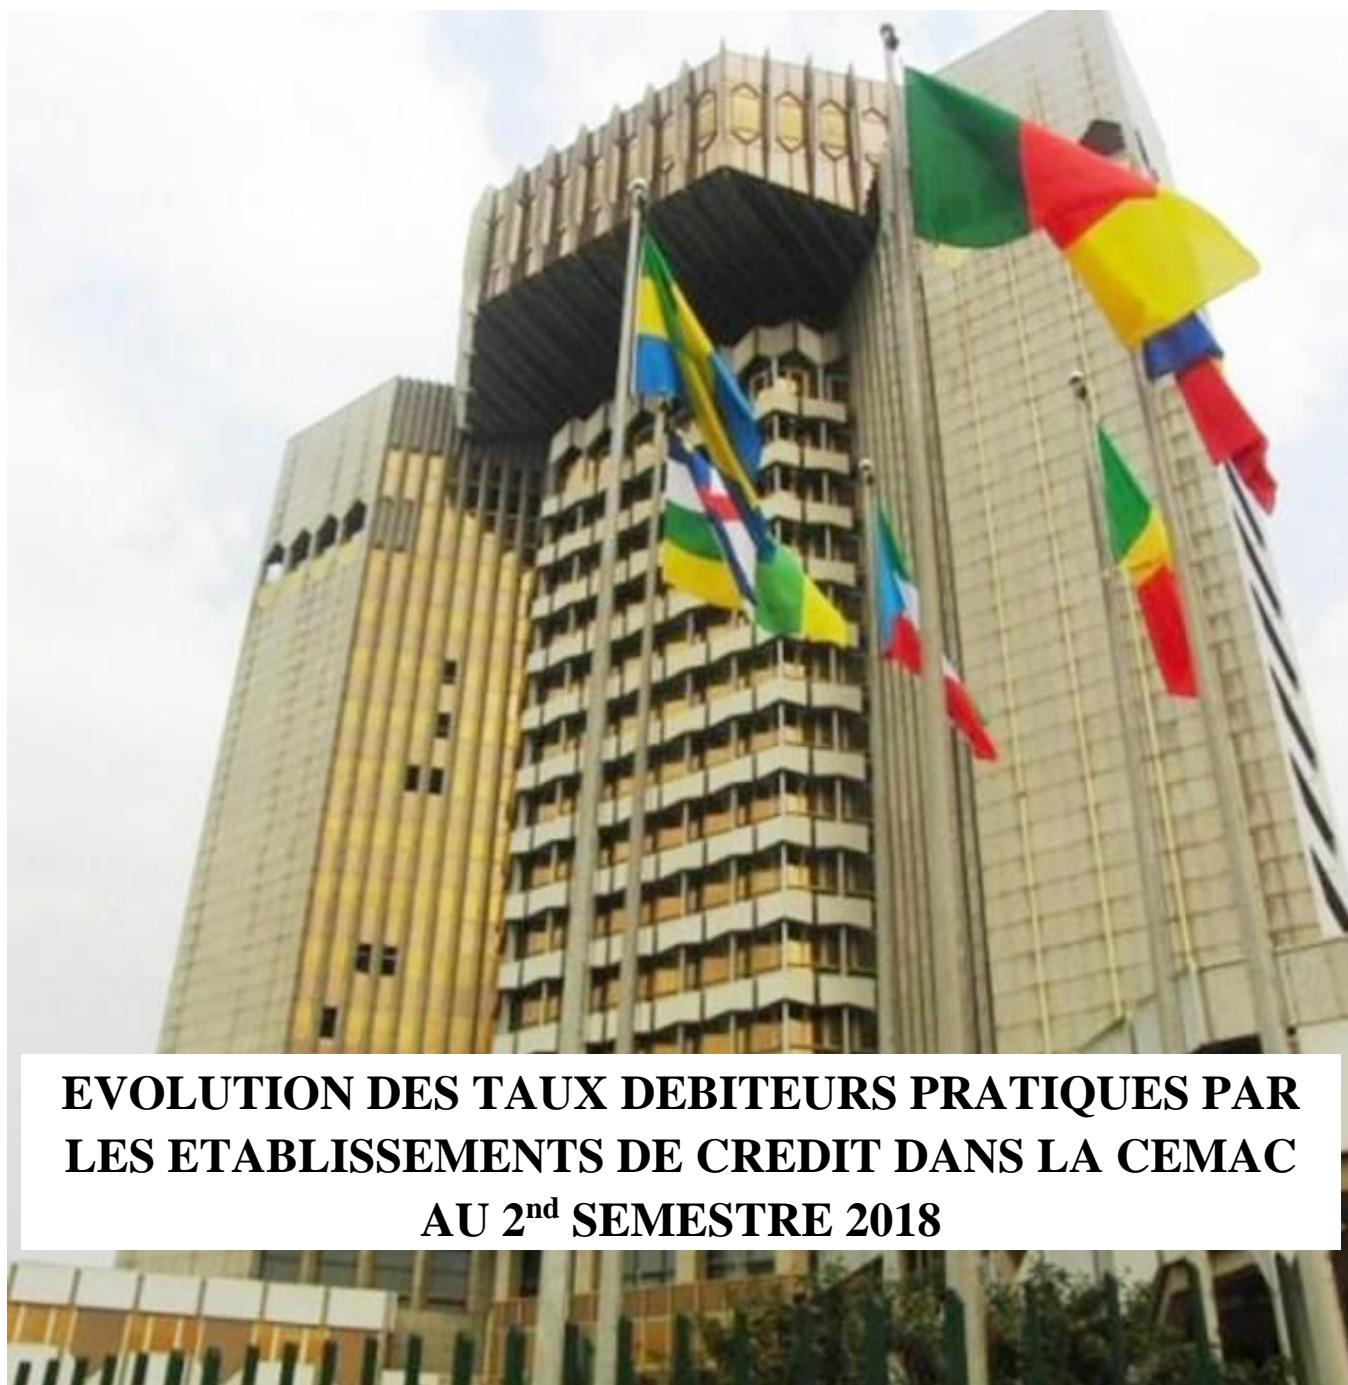 EVOLUTION DES TAUX DEBITEURS PRATIQUES PAR
LES ETABLISSEMENTS DE CREDIT DANS LA CEMAC
AU 2nd SEMESTRE 2018